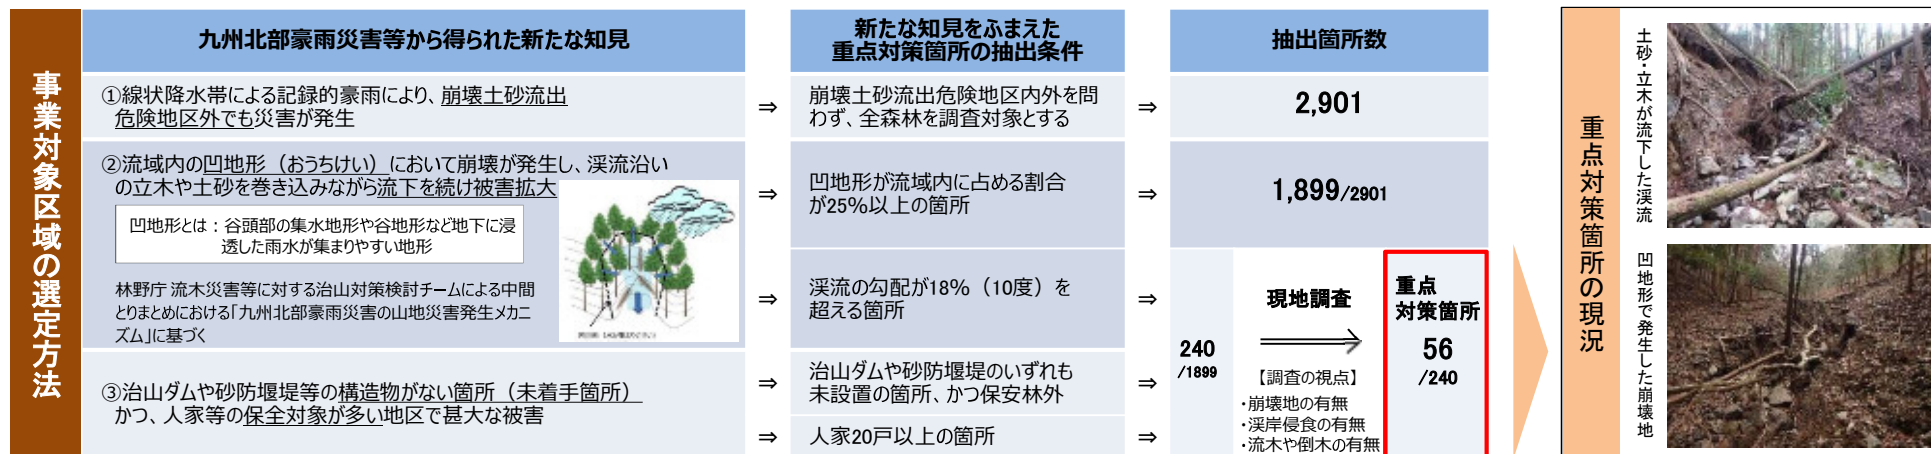 事業対象区域の選定方法
九州北部豪雨災害等から得られた新たな知見
新たな知見をふまえた
重点対策箇所の抽出条件
抽出箇所数
①線状降水帯による記録的豪雨により、崩壊土砂流出
危険地区外でも災害が発生
⇒
崩壊土砂流出危険地区内外を問
わず、全森林を調査対象とする
⇒
2,901
②流域内の凹地形（おうちけい）において崩壊が発生し、渓流沿い
の立木や土砂を巻き込みながら流下を続け被害拡大
凹地形とは：谷頭部の集水地形や谷地形など地下に浸
透した雨水が集まりやすい地形
林野庁 流木災害等に対する治山対策検討チームによる中間
とりまとめにおける「九州北部豪雨災害の山地災害発生メカニ
ズム」に基づく
⇒
凹地形が流域内に占める割合
が25％以上の箇所
⇒
1,899/2901
⇒
渓流の勾配が18％（10度）を
超える箇所
⇒
③治山ダムや砂防堰堤等の構造物がない箇所（未着手箇所）
かつ、人家等の保全対象が多い地区で甚大な被害
⇒
治山ダムや砂防堰堤のいずれも
未設置の箇所、かつ保安林外
⇒
⇒
人家20戸以上の箇所
⇒
240
/1899
現地調査
【調査の視点】
・崩壊地の有無
・渓岸侵食の有無
・流木や倒木の有無
重点
対策箇所
56
/240
重点対策箇所の現況
土砂・立木が流下した渓流
凹地形で発生した崩壊地